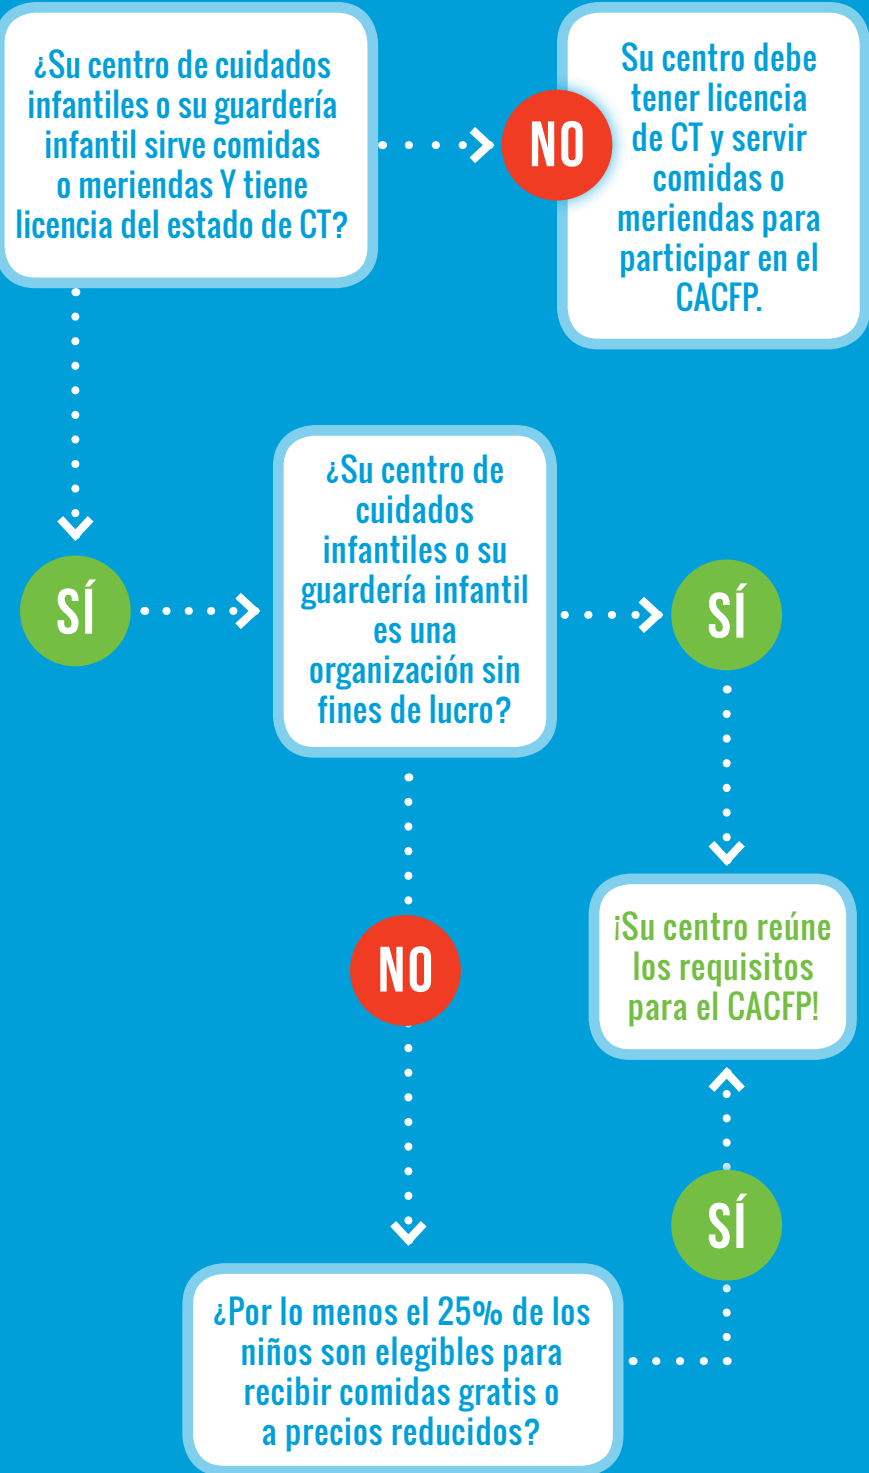 ¿Su centro de cuidados
infantiles o su guardería
infantil sirve comidas
o meriendas Y tiene
licencia del estado de CT?
NO
Su centro debe
tener licencia
de CT y servir
comidas o
meriendas para
participar en el
CACFP.
SÍ
¿Su centro de
cuidados
infantiles o su
guardería infantil
es una
organización sin
fines de lucro?
SÍ
NO
¡Su centro reúne
los requisitos
para el CACFP!
SÍ
¿Por lo menos el 25% de los
niños son elegibles para
recibir comidas gratis o
a precios reducidos?